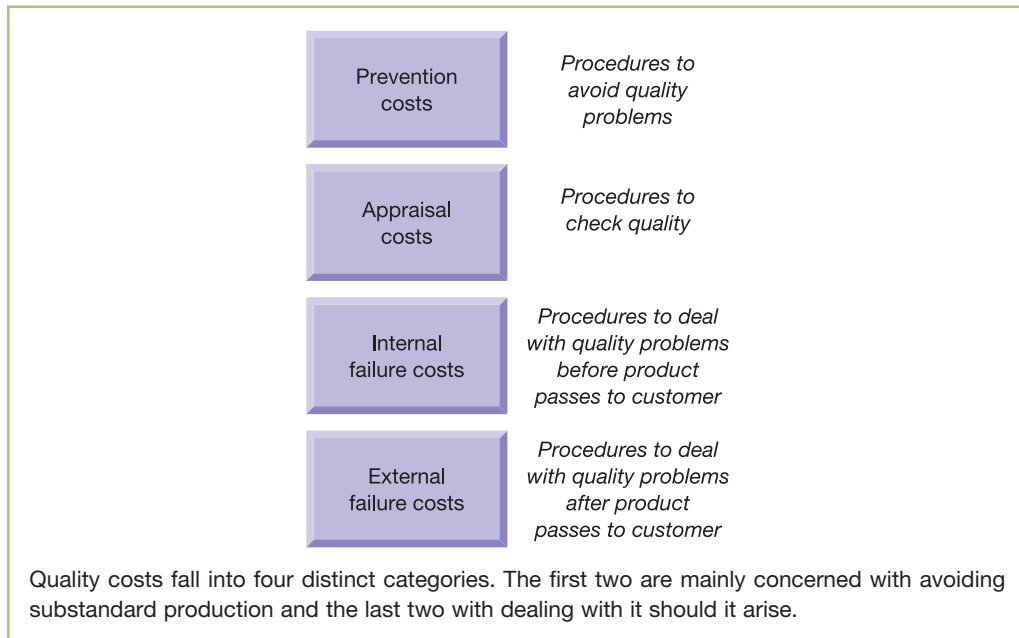 Prevention
costs
Procedures to
avoid quality
problems
Appraisal
costs
Procedures to
check quality
Internal
failure costs
Procedures to deal
with quality problems
before product
passes to customer
External
failure costs
Procedures to deal
with quality problems
after product
passes to customer
Quality costs fall into four distinct categories. The first two are mainly concerned with avoiding
substandard production and the last two with dealing with it should it arise.